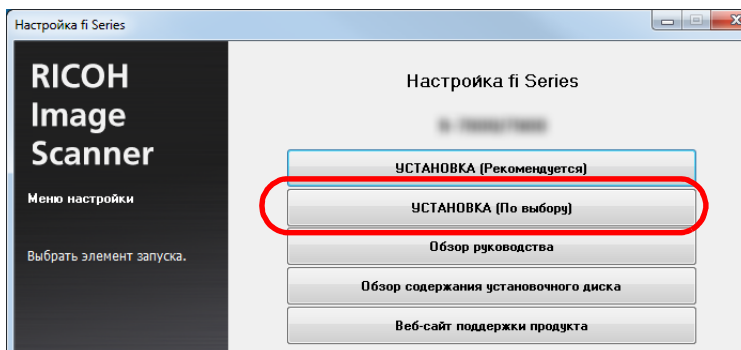 Настройка fi Series
RICOH
Image
Scanner
Меню настройки
Выбрать элемент запуска.
Настройка fi Series
УСТАНОВКА (Рекомендуется)
УСТАНОВКА (По выбору)
Обзор руководства
Обзор содержания установочного диска
Веб-сайт поддержки продукта